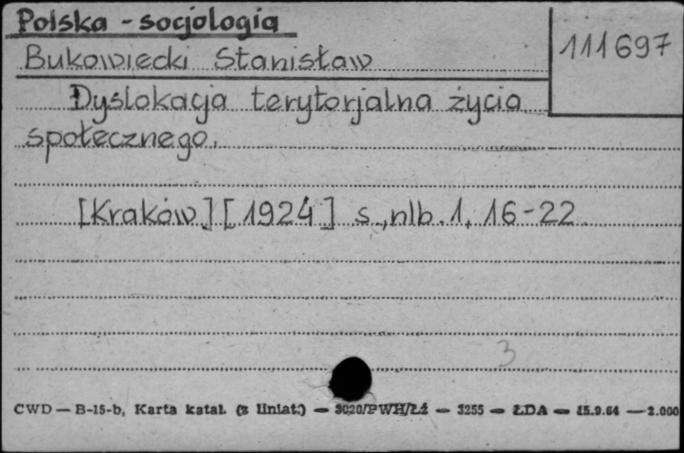 Polska - socjologia
111697
Bukowiecki Stanisław
Dyslokacja terytorjalna życia
społecznego.
[Kraków] [1924] s., nlb. 1, 16-22
3
CWD — B-15-b, Karta katal. (z liniat.) — 3020/PWH/Łź — 3255 — ŁDA — 15.9.64 — 2.000